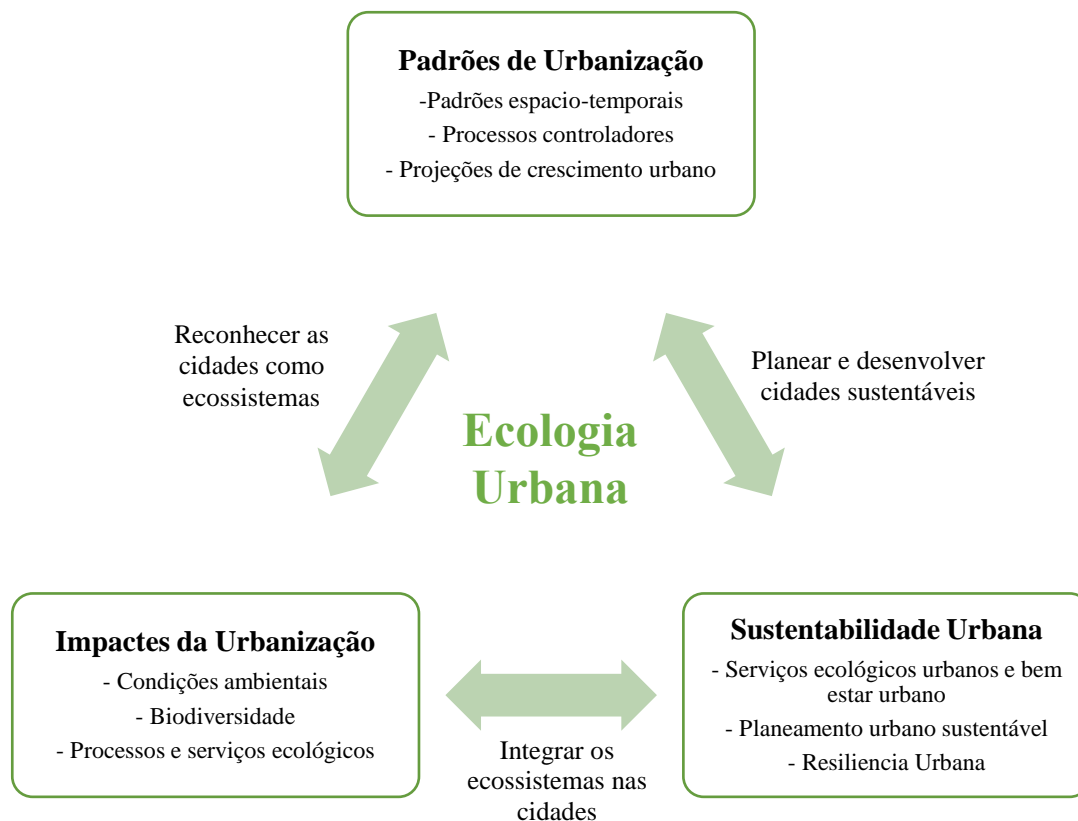 Padrões de Urbanização
-Padrões espacio-temporais
- Processos controladores
- Projeções de crescimento urbano
Reconhecer as
cidades como
ecossistemas
Planear e desenvolver
cidades sustentáveis
Ecologia
Urbana
Impactes da Urbanização
- Condições ambientais
- Biodiversidade
- Processos e serviços ecológicos
Integrar os
ecossistemas nas
cidades
Sustentabilidade Urbana
- Serviços ecológicos urbanos e bem
estar urbano
- Planeamento urbano sustentável
- Resiliencia Urbana